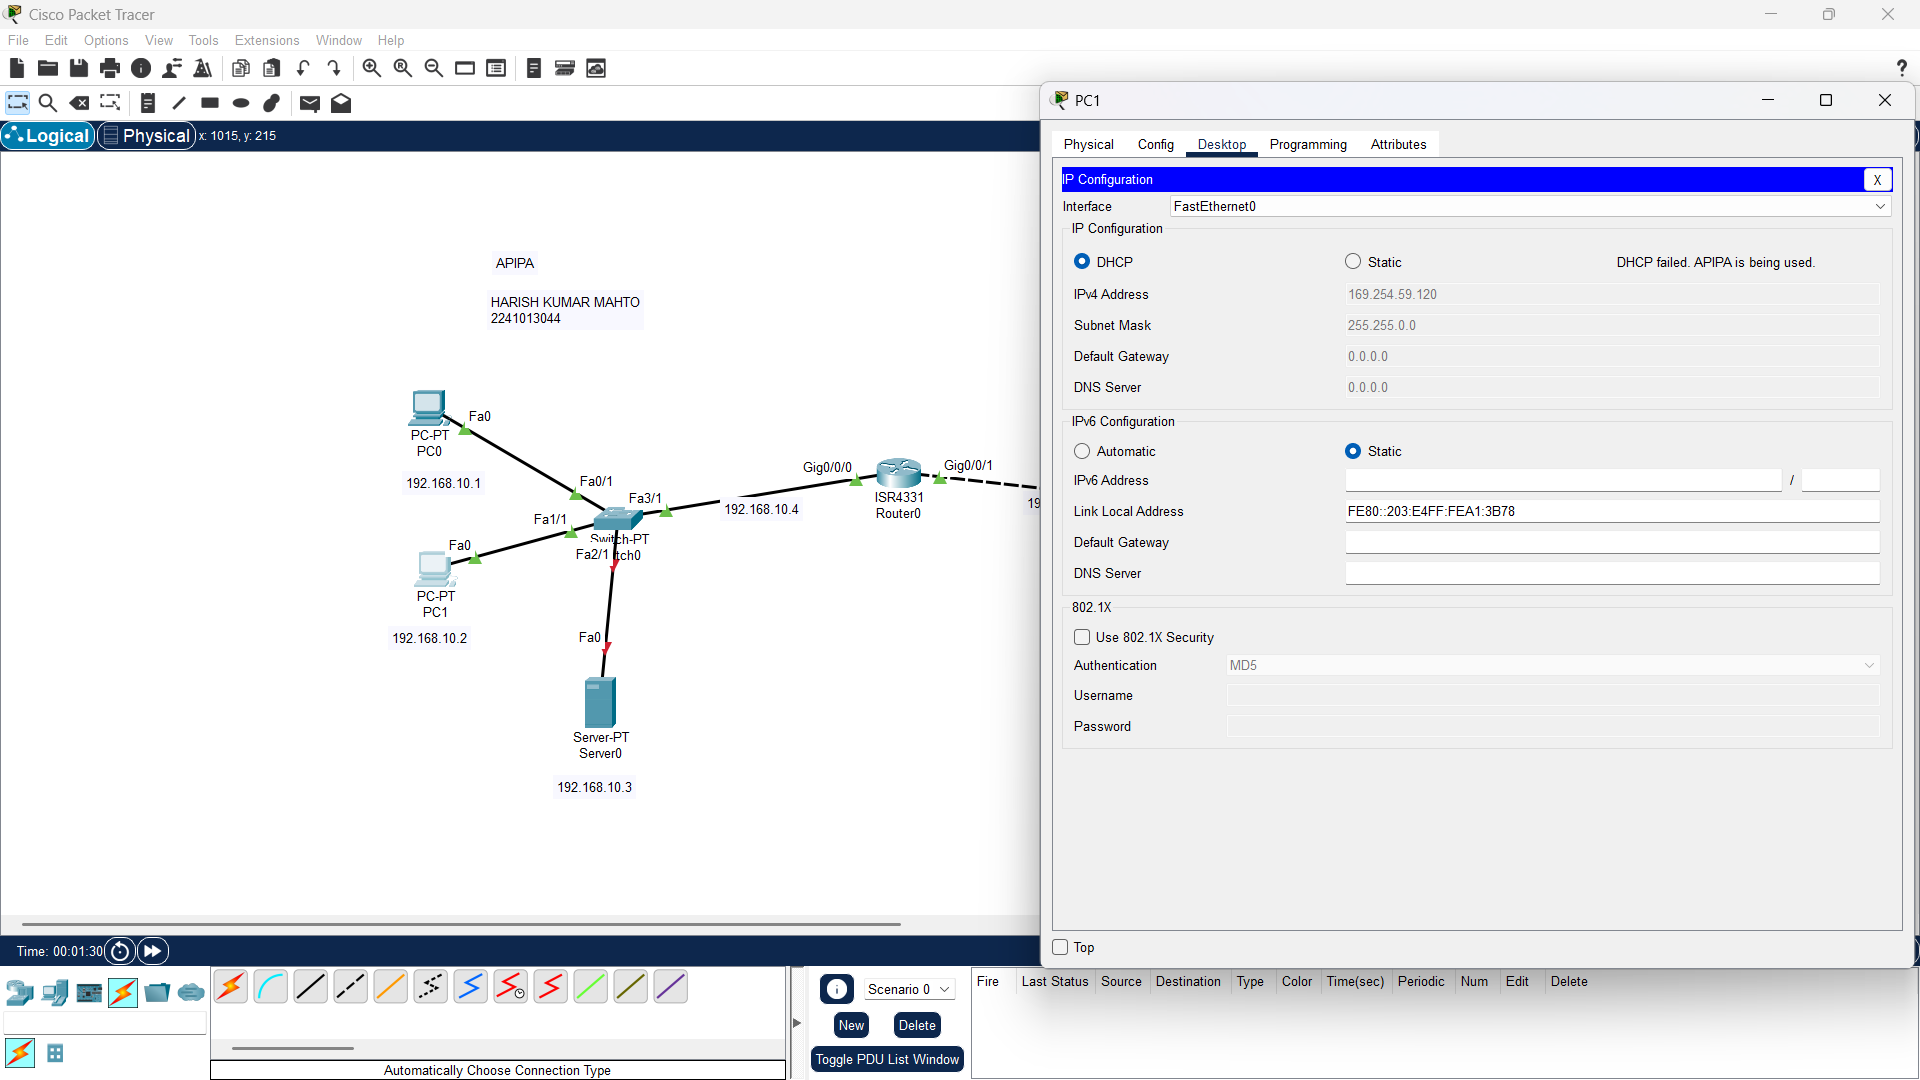 Cisco Packet Tracer
File Edit Options View Tools Extensions Window Help
Logical Physical x: 1015, y: 215
APIPA
HARISH KUMAR MAHTO
2241013044
Fa0
PC-PT
PC0
192.168.10.1
Fa0/1
Fa3/1
Fa1/1
Switch-PT
Fa2/1 tch0
Fa0
PC-PT
PC1
192.168.10.2
192.168.10.4
Gig0/0/0
Gig0/0/1
ISR4331
Router0
19
Fa0
Server-PT
Server0
192.168.10.3
PC1
Physical Config Desktop Programming Attributes
IP Configuration X
Interface FastEthernet0
IP Configuration
DHCP Static DHCP failed. APIPA is being used.
IPv4 Address 169.254.59.120
Subnet Mask 255.255.0.0
Default Gateway 0.0.0.0
DNS Server 0.0.0.0
IPv6 Configuration
Automatic Static
IPv6 Address /
Link Local Address FE80::203:E4FF:FEA1:3B78
Default Gateway
DNS Server
802.1X
Use 802.1X Security
Authentication MD5
Username
Password
Top
Time: 00:01:30
Scenario 0
New Delete
Toggle PDU List Window
Fire Last Status Source Destination Type Color Time(sec) Periodic Num Edit Delete
Automatically Choose Connection Type